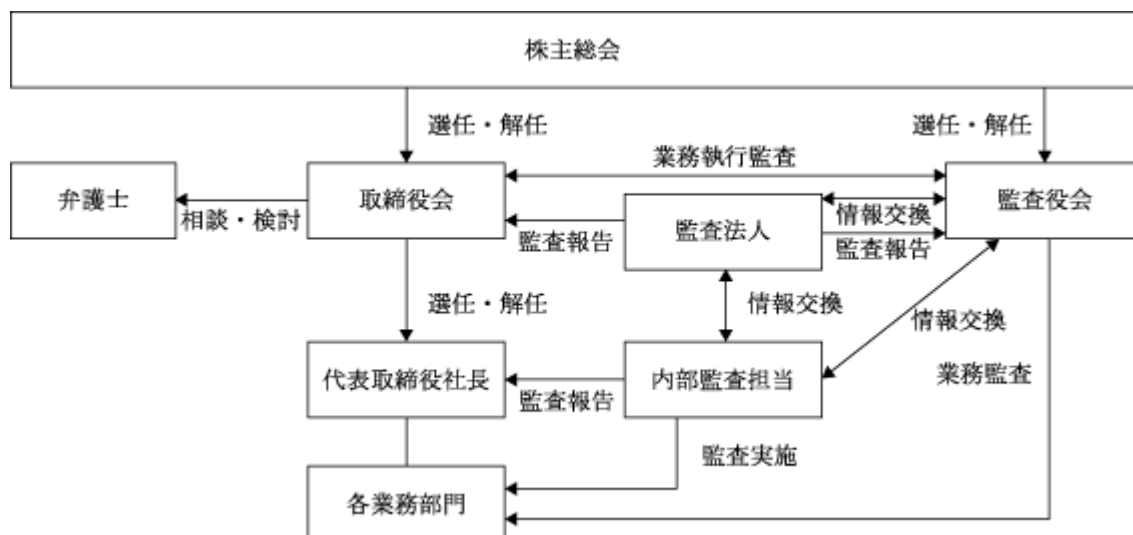 株主総会
選任・解任
選任・解任
業務執行監査
弁護士
取締役会
監査役会
相談・検討
監査報告
監査法人
情報交換
監査報告
選任・解任
情報交換
情報交換
代表取締役社長
内部監査担当
業務監査
監査報告
監査実施
各業務部門